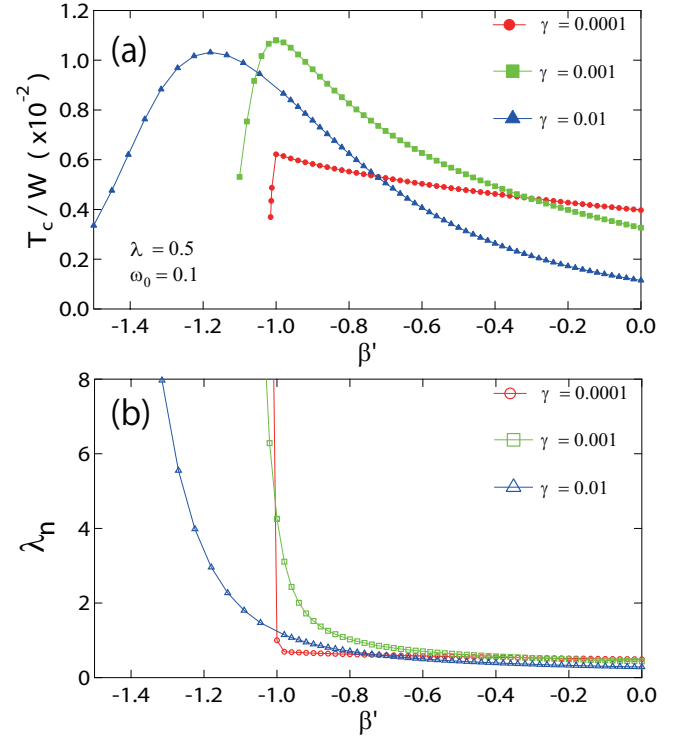 (a)
T_c / W ( x10^-2)
1.2
1.0
0.8
0.6
0.4
0.2
0.0
γ = 0.0001
γ = 0.001
γ = 0.01
λ = 0.5
ω_0 = 0.1
-1.4 -1.2 -1.0 -0.8 -0.6 -0.4 -0.2 0.0
β'
(b)
λ_n
8
6
4
2
0
γ = 0.0001
γ = 0.001
γ = 0.01
-1.4 -1.2 -1.0 -0.8 -0.6 -0.4 -0.2 0.0
β'